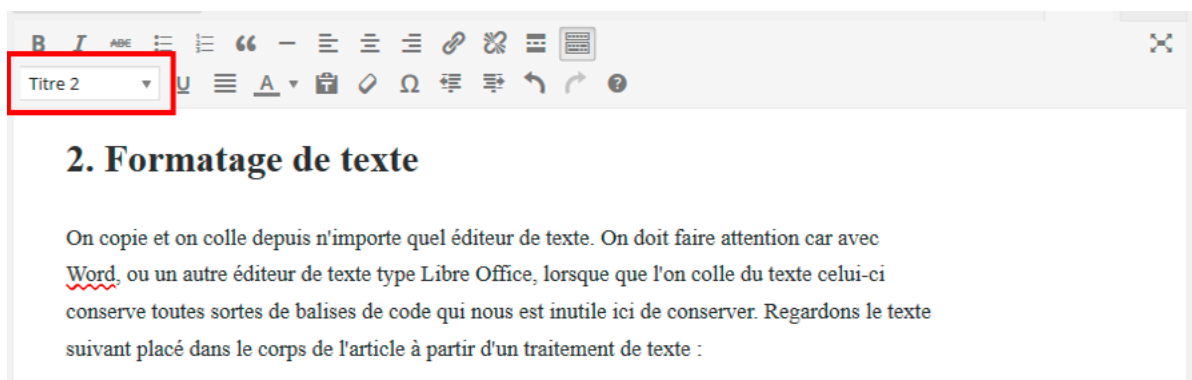 B I ABE
Titre 2 U A Ω
2. Formatage de texte
On copie et on colle depuis n'importe quel éditeur de texte. On doit faire attention car avec
Word, ou un autre éditeur de texte type Libre Office, lorsque que l'on colle du texte celui-ci
conserve toutes sortes de balises de code qui nous est inutile ici de conserver. Regardons le texte
suivant placé dans le corps de l'article à partir d'un traitement de texte :